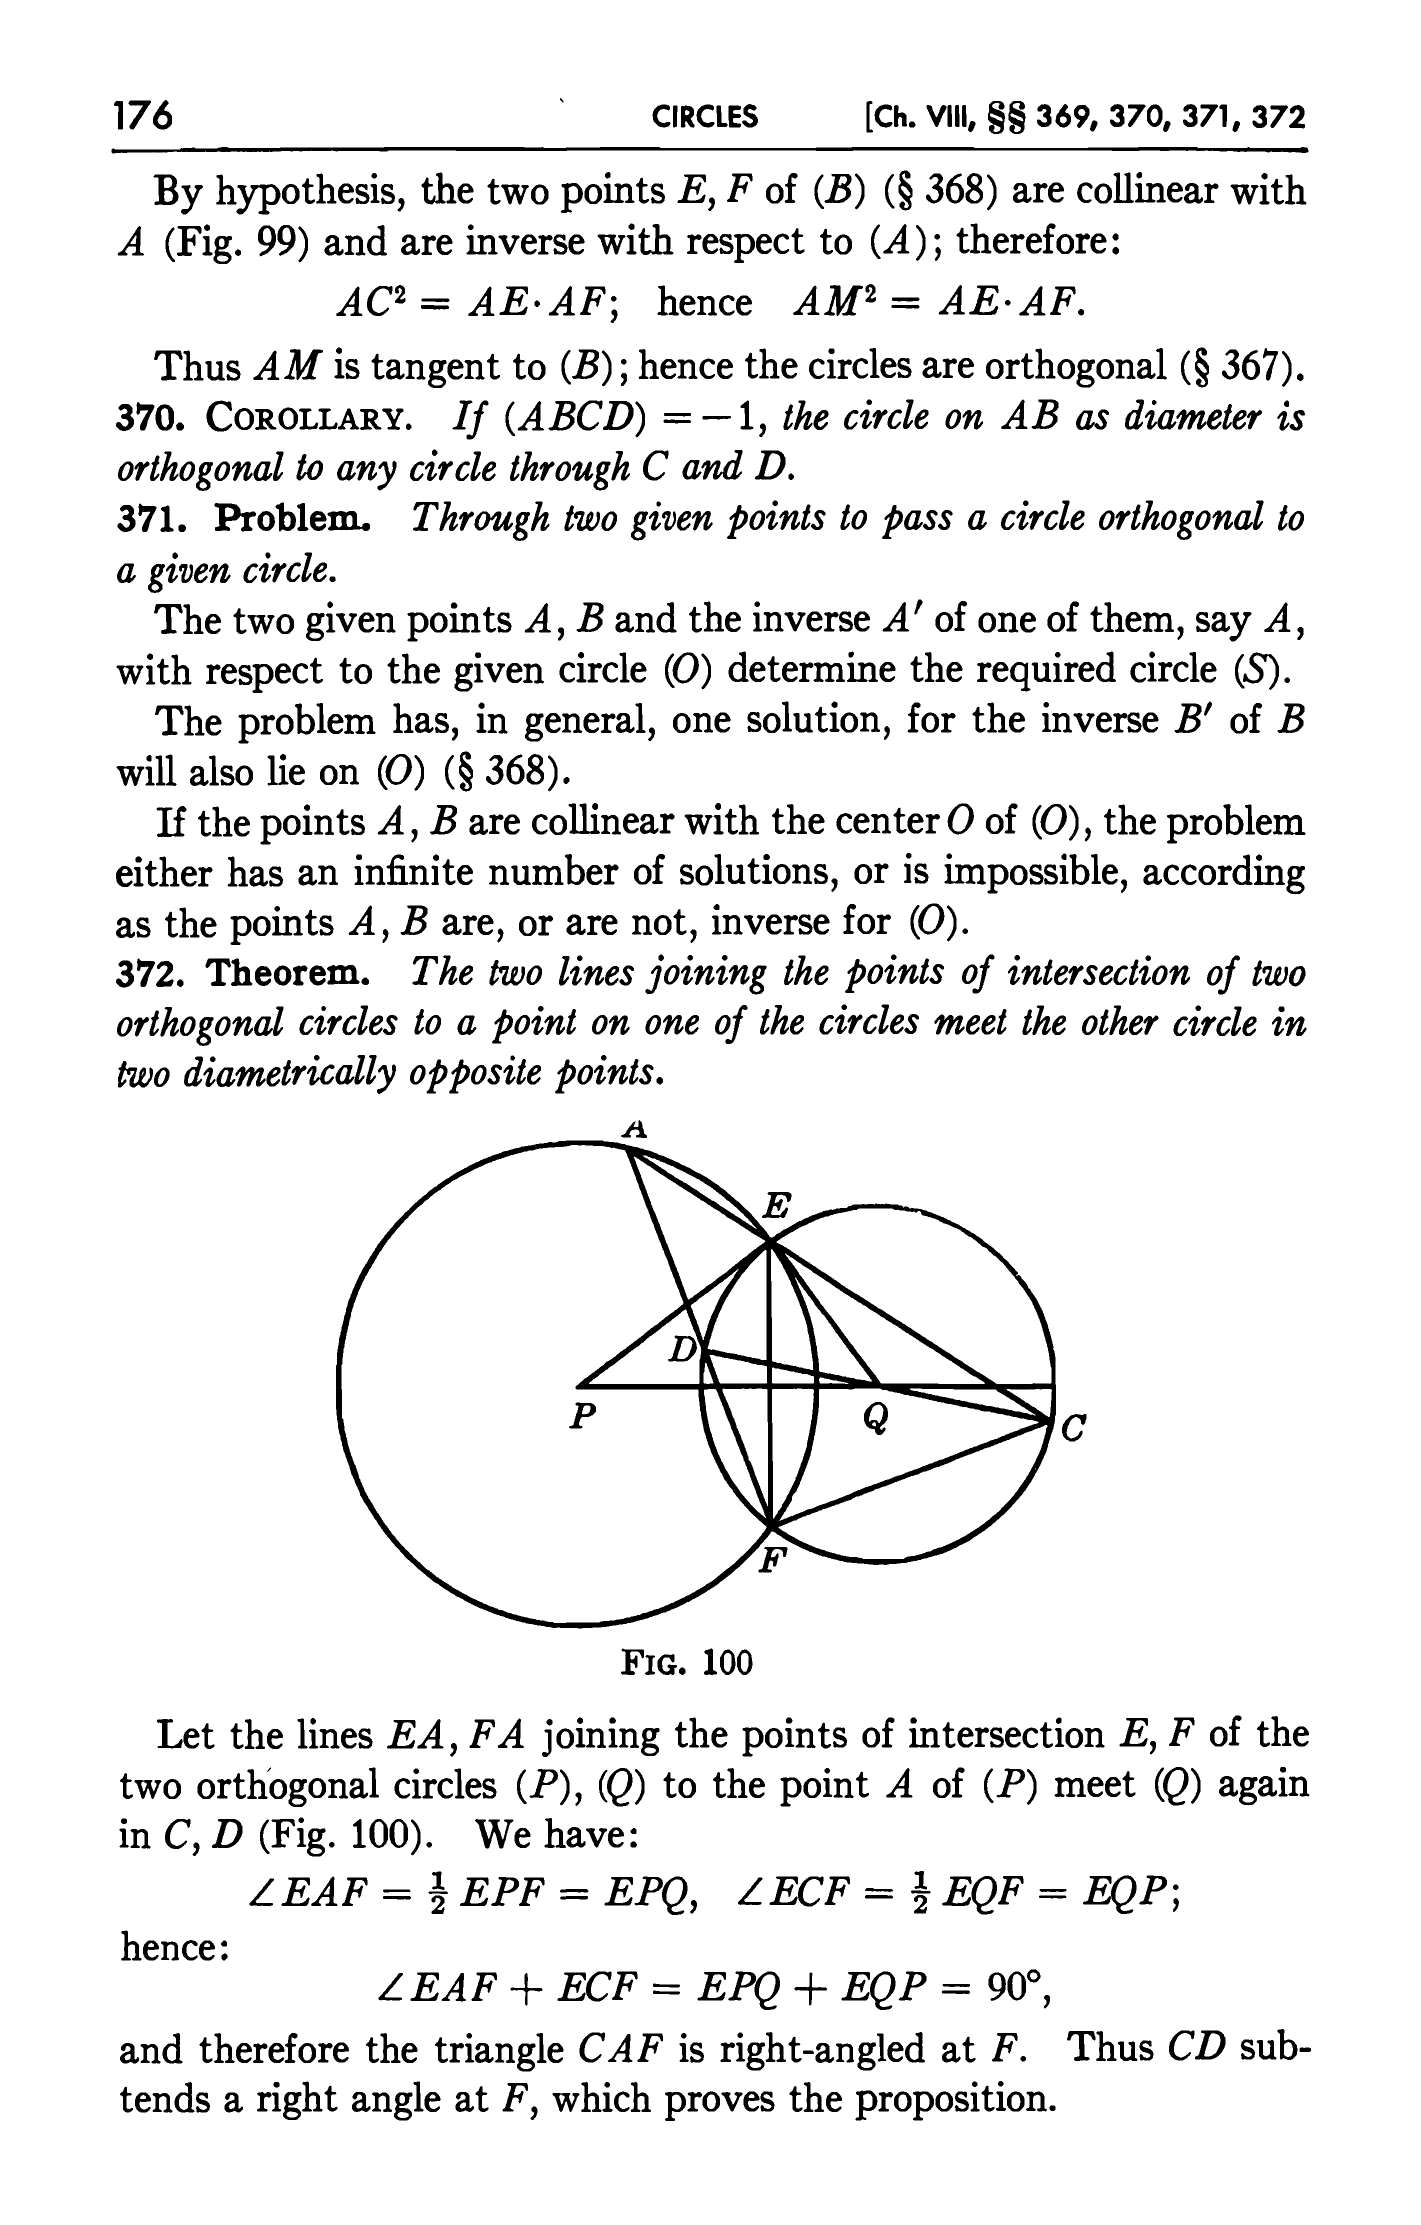 176 CIRCLES [Ch. VIII, §§ 369, 370, 371, 372
By hypothesis, the two points E, F of (B) (§ 368) are collinear with
A (Fig. 99) and are inverse with respect to (A); therefore:
AC² = AE·AF; hence AM² = AE·AF.
Thus AM is tangent to (B); hence the circles are orthogonal (§ 367).
370. COROLLARY. If (ABCD) = −1, the circle on AB as diameter is
orthogonal to any circle through C and D.
371. Problem. Through two given points to pass a circle orthogonal to
a given circle.
The two given points A, B and the inverse A′ of one of them, say A,
with respect to the given circle (O) determine the required circle (S).
The problem has, in general, one solution, for the inverse B′ of B
will also lie on (O) (§ 368).
If the points A, B are collinear with the center O of (O), the problem
either has an infinite number of solutions, or is impossible, according
as the points A, B are, or are not, inverse for (O).
372. Theorem. The two lines joining the points of intersection of two
orthogonal circles to a point on one of the circles meet the other circle in
two diametrically opposite points.
A
E
D
P
Q
C
F
FIG. 100
Let the lines EA, FA joining the points of intersection E, F of the
two orthogonal circles (P), (Q) to the point A of (P) meet (Q) again
in C, D (Fig. 100). We have:
∠EAF = ½ EPF = EPQ, ∠ECF = ½ EQF = EQP;
hence:
∠EAF + ECF = EPQ + EQP = 90°,
and therefore the triangle CAF is right-angled at F. Thus CD sub-
tends a right angle at F, which proves the proposition.